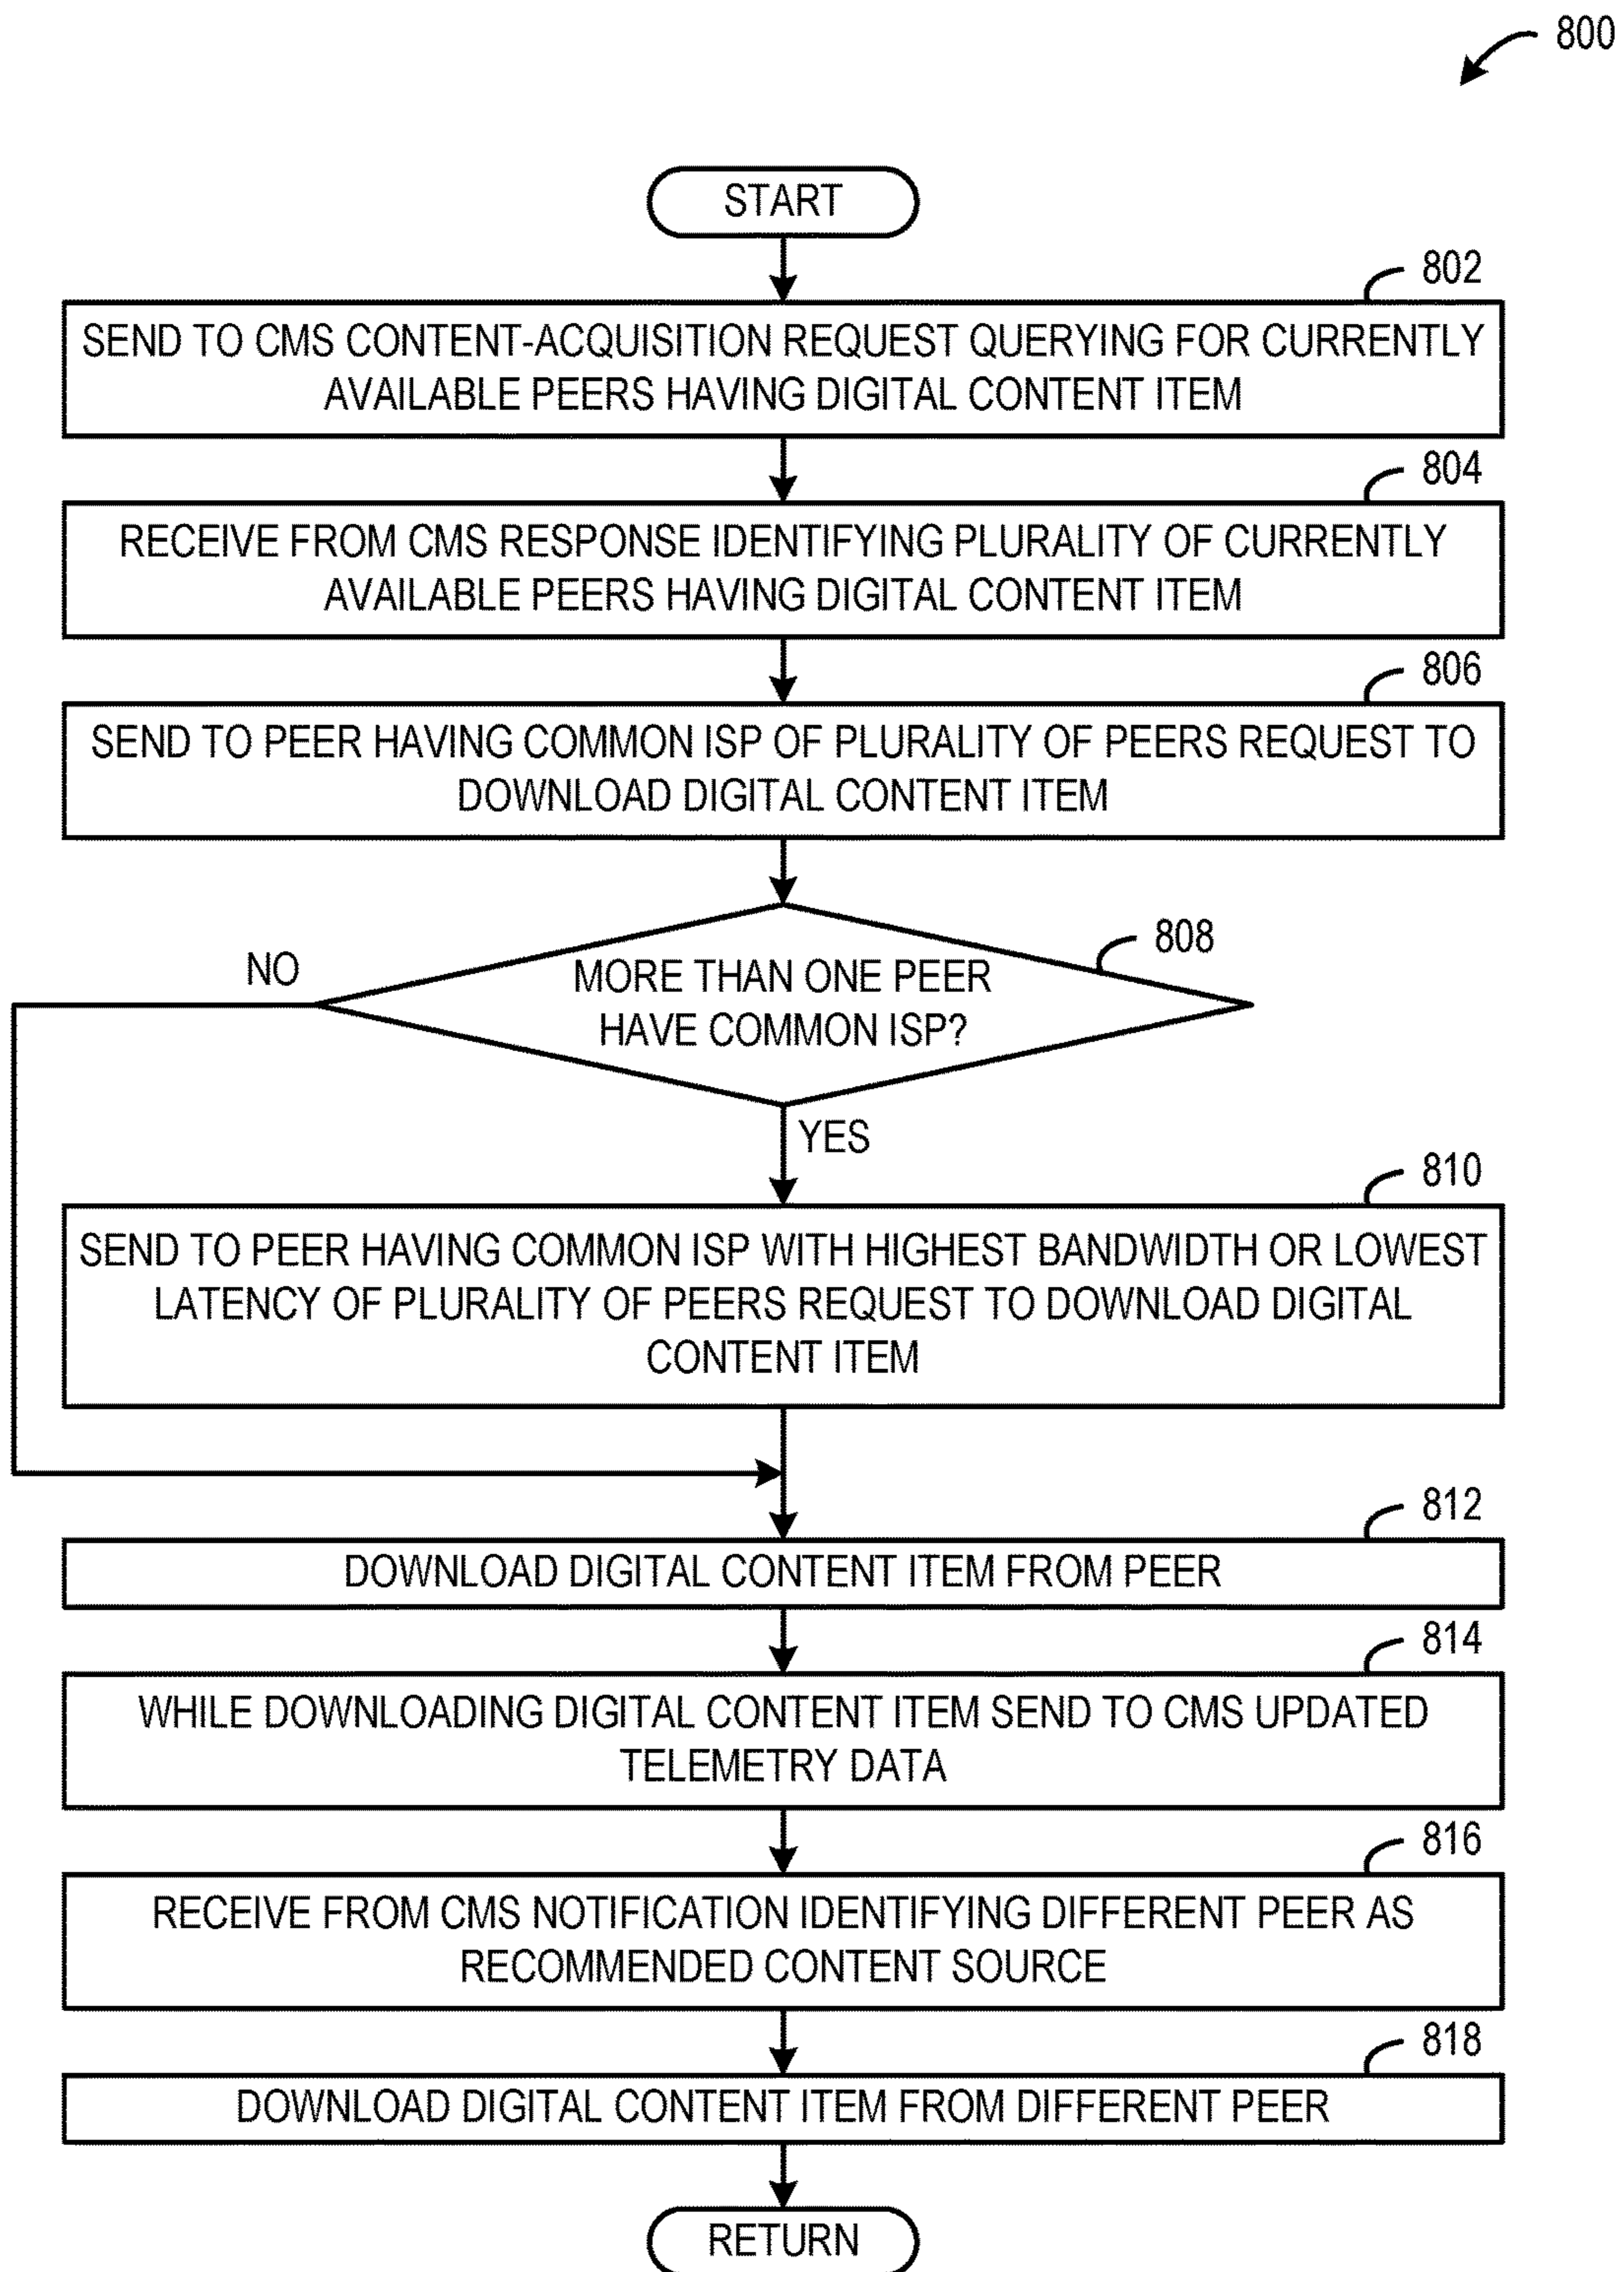 800
START
802
SEND TO CMS CONTENT-ACQUISITION REQUEST QUERYING FOR CURRENTLY
AVAILABLE PEERS HAVING DIGITAL CONTENT ITEM
804
RECEIVE FROM CMS RESPONSE IDENTIFYING PLURALITY OF CURRENTLY
AVAILABLE PEERS HAVING DIGITAL CONTENT ITEM
806
SEND TO PEER HAVING COMMON ISP OF PLURALITY OF PEERS REQUEST TO
DOWNLOAD DIGITAL CONTENT ITEM
808
NO
MORE THAN ONE PEER
HAVE COMMON ISP?
YES
810
SEND TO PEER HAVING COMMON ISP WITH HIGHEST BANDWIDTH OR LOWEST
LATENCY OF PLURALITY OF PEERS REQUEST TO DOWNLOAD DIGITAL
CONTENT ITEM
812
DOWNLOAD DIGITAL CONTENT ITEM FROM PEER
814
WHILE DOWNLOADING DIGITAL CONTENT ITEM SEND TO CMS UPDATED
TELEMETRY DATA
816
RECEIVE FROM CMS NOTIFICATION IDENTIFYING DIFFERENT PEER AS
RECOMMENDED CONTENT SOURCE
818
DOWNLOAD DIGITAL CONTENT ITEM FROM DIFFERENT PEER
RETURN